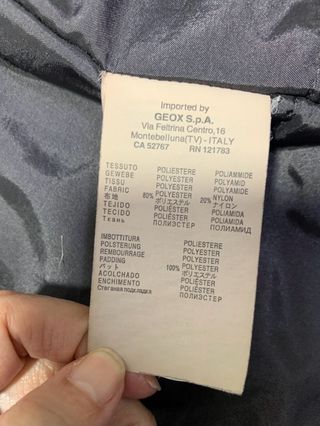 Imported by
GEOX S.p.A.
Via Feltrina Centro,16
Montebelluna(TV) - ITALY
CA 52767 RN 121783
TESSUTO POLIESTERE POLIAMMIDE
GEWEBE POLYESTER POLYAMID
TISSU POLYESTER POLYAMIDE
FABRIC POLYESTER NYLON
布地 80% ポリエステル 20% ナイロン
TEJIDO POLIÉSTER POLIAMIDA
TECIDO POLIÉSTER POLIAMIDA
Ткань ПОЛИЭСТЕР ПОЛИАМИД
IMBOTTITURA POLIESTERE
POLSTERUNG POLYESTER
REMBOURRAGE POLYESTER
PADDING POLYESTER
パット 100% ポリエステル
ACOLCHADO POLIÉSTER
ENCHIMENTO POLIÉSTER
Стеганая подкладка ПОЛИЭСТЕР